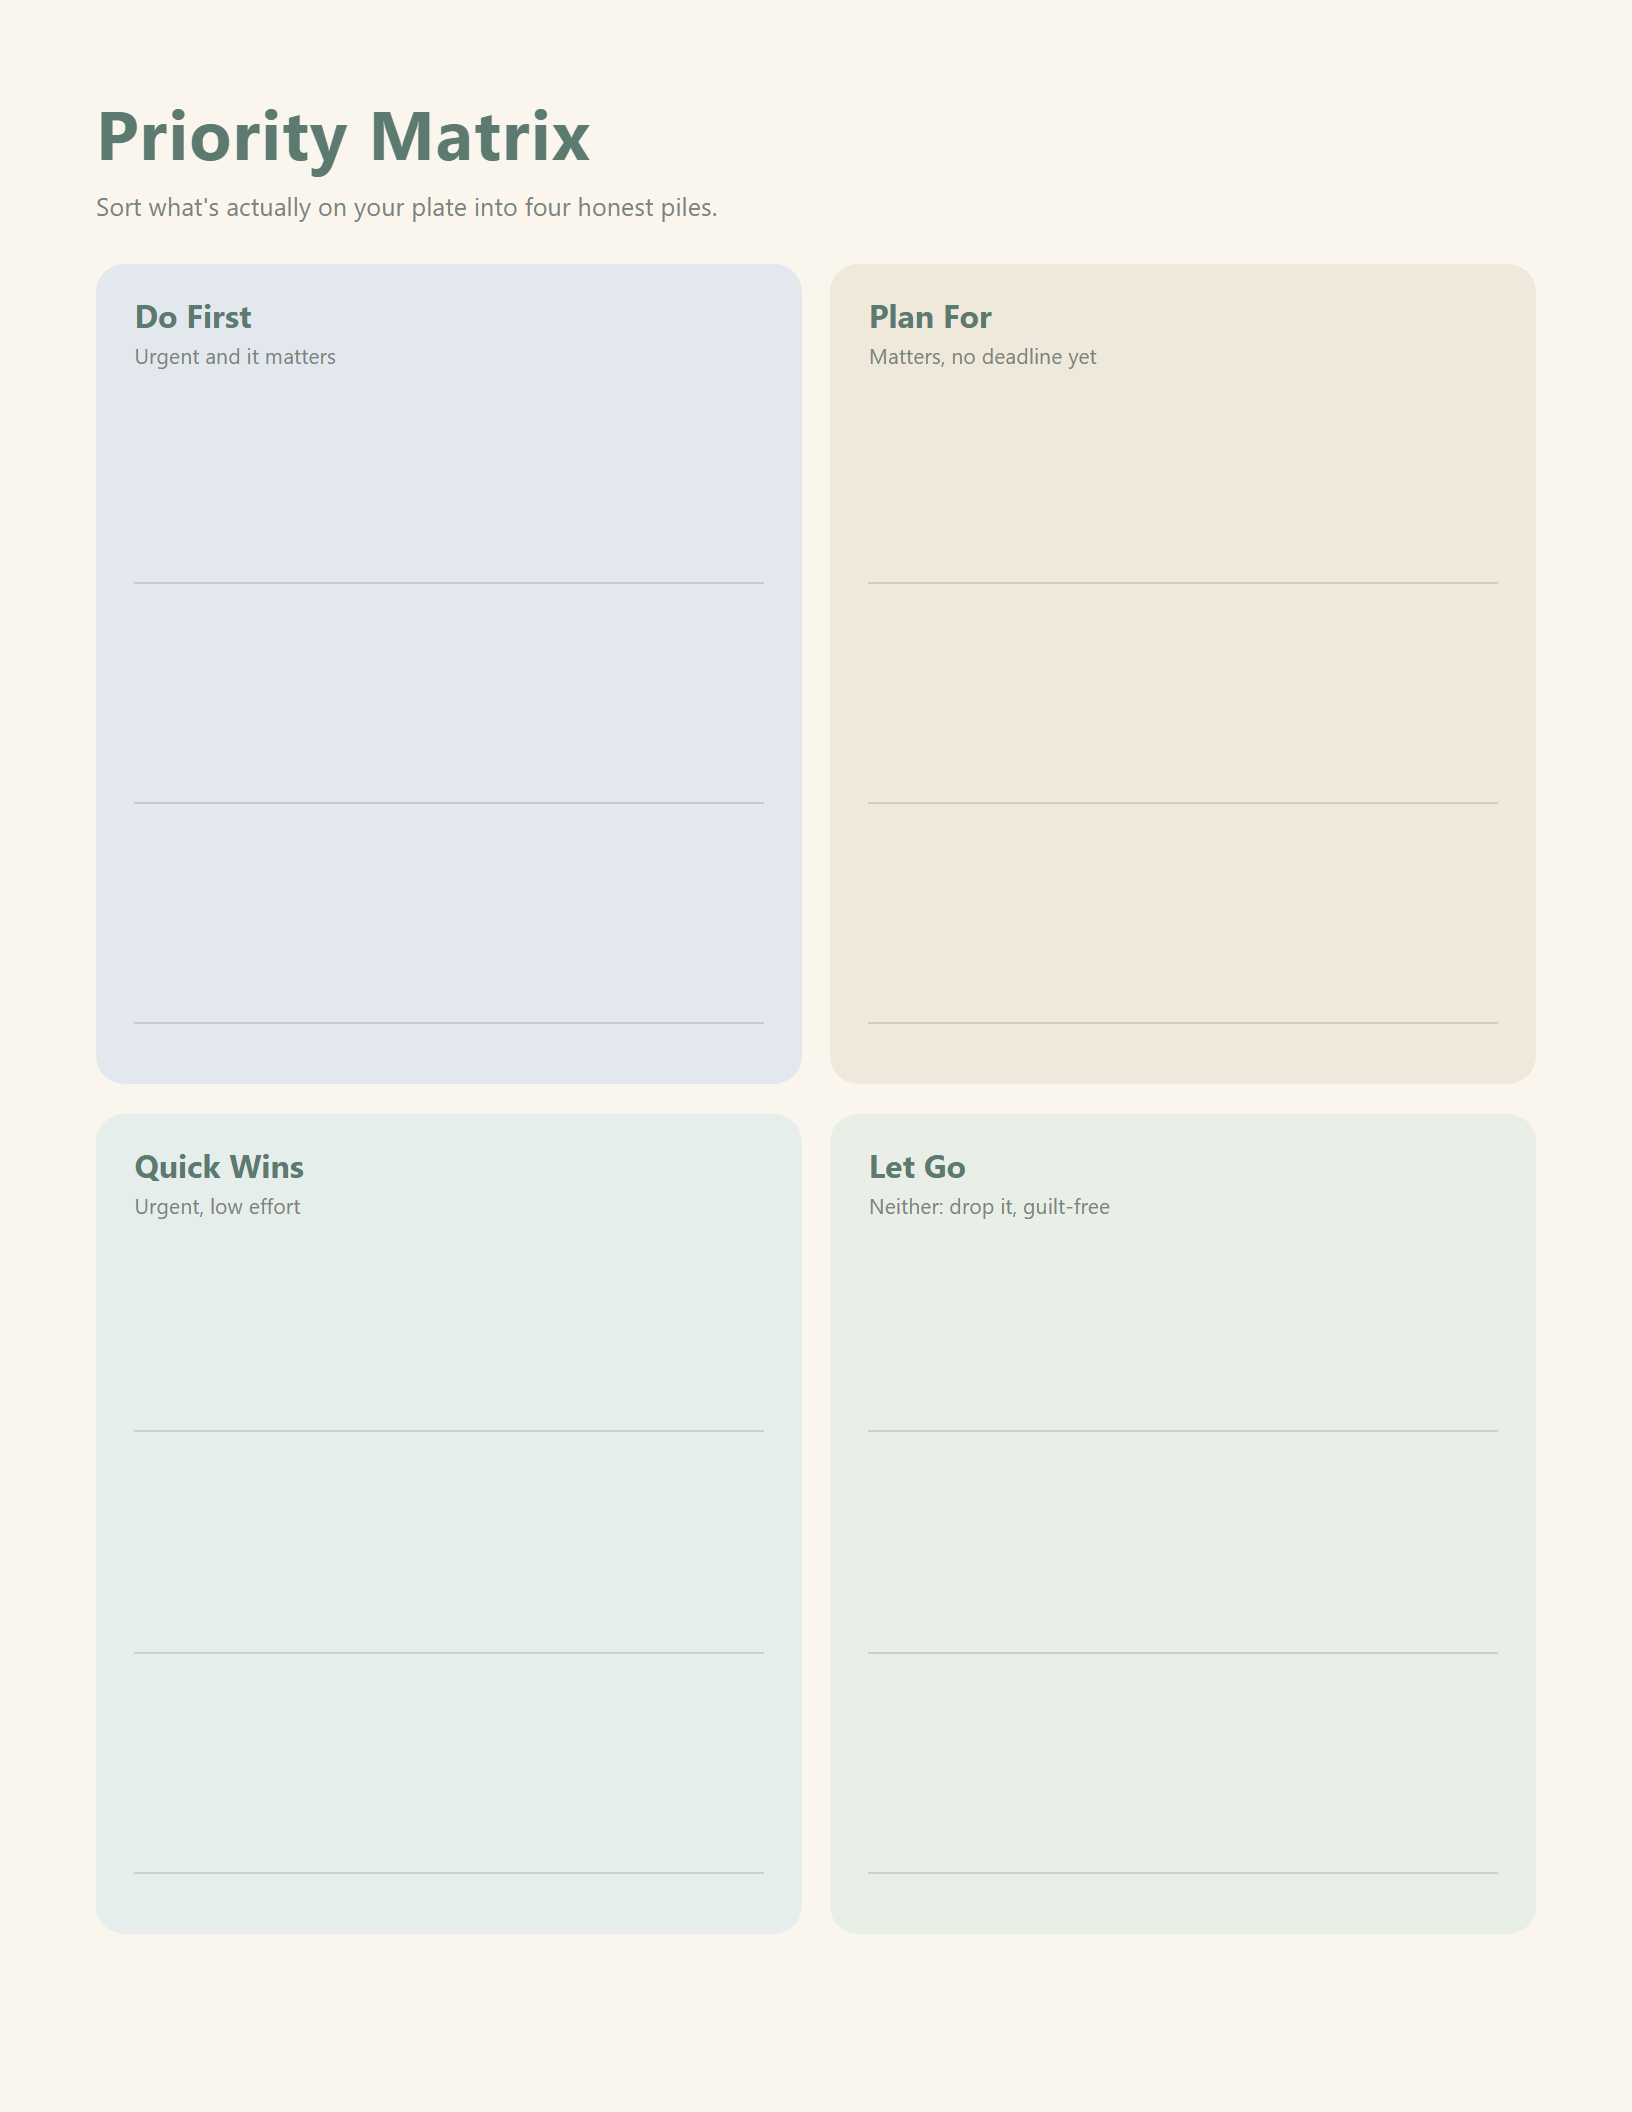 Priority Matrix
Sort what's actually on your plate into four honest piles.
Do First
Urgent and it matters
Plan For
Matters, no deadline yet
Quick Wins
Urgent, low effort
Let Go
Neither: drop it, guilt-free